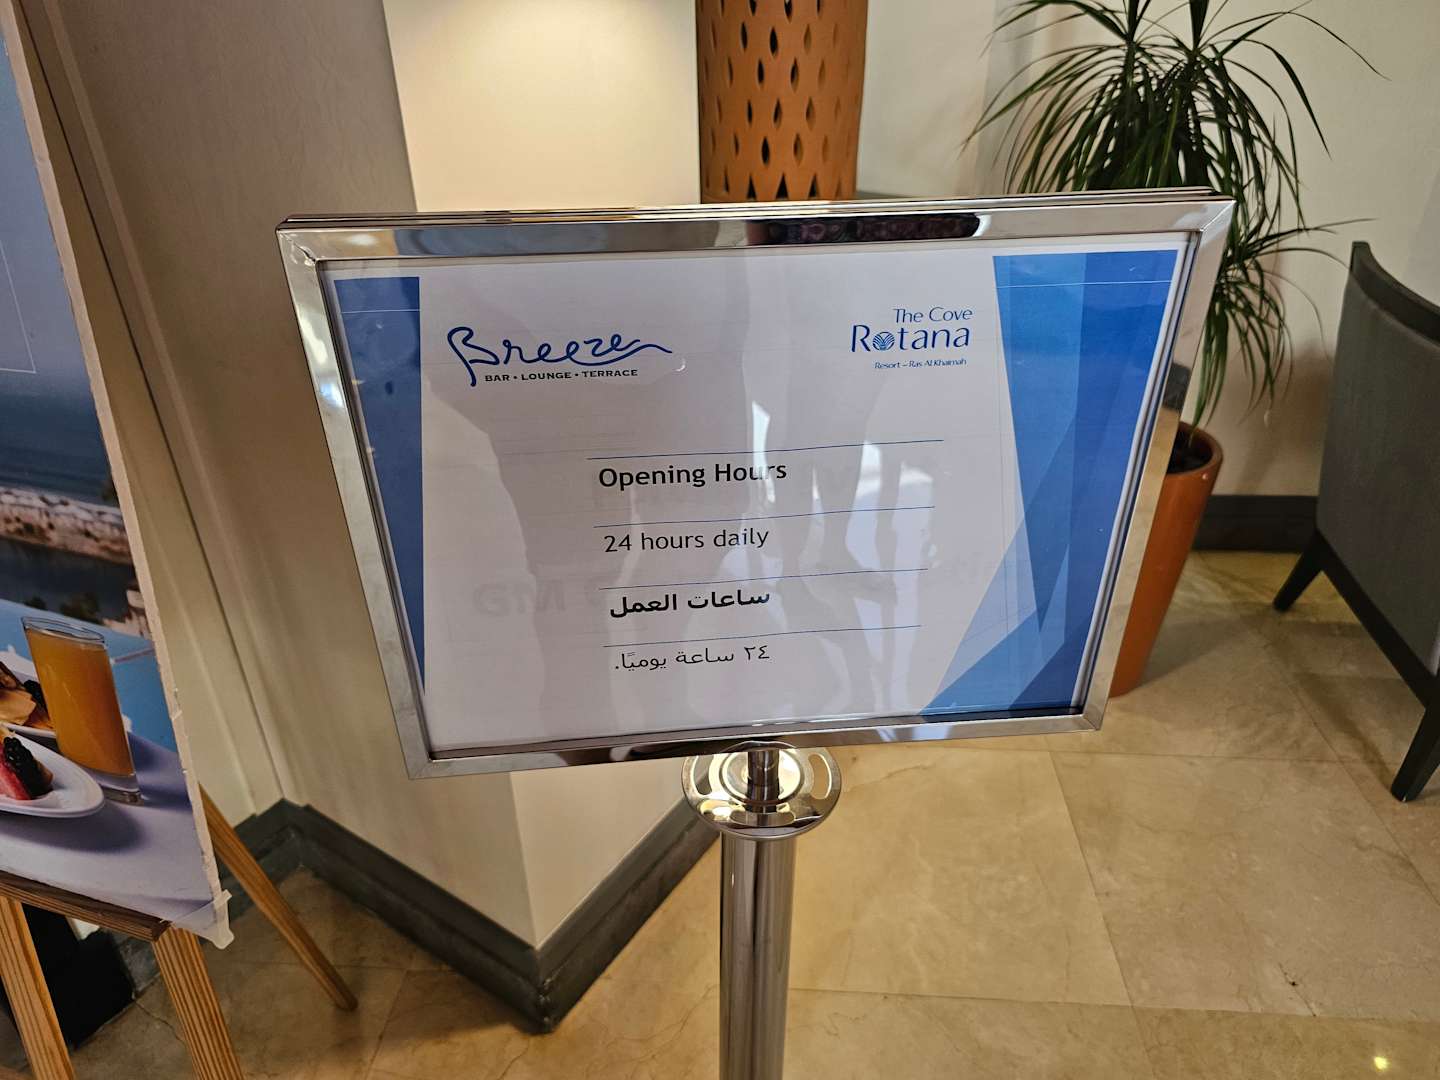 Breeze
BAR • LOUNGE • TERRACE
The Cove
Rotana
Resort – Ras Al Khaimah
Opening Hours
24 hours daily
ساعات العمل
٢٤ ساعة يوميًا.